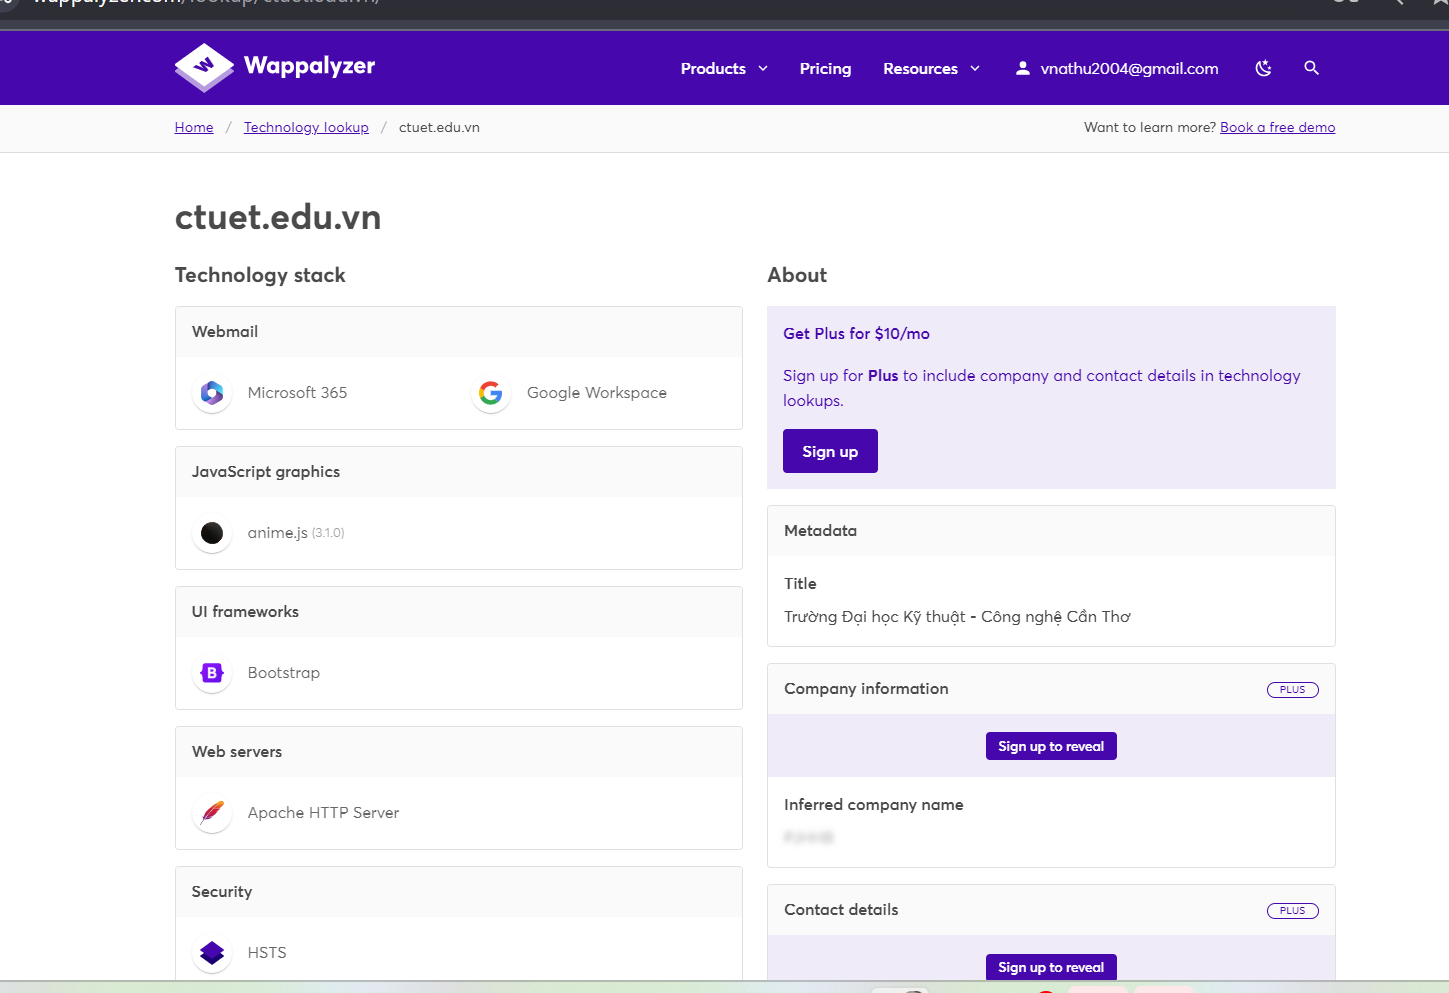 Wappalyzer
Products
Pricing
Resources
vnathu2004@gmail.com
Home / Technology lookup / ctuet.edu.vn
Want to learn more? Book a free demo
ctuet.edu.vn
Technology stack
Webmail
Microsoft 365
Google Workspace
JavaScript graphics
anime.js (3.1.0)
UI frameworks
Bootstrap
Web servers
Apache HTTP Server
Security
HSTS
About
Get Plus for $10/mo
Sign up for Plus to include company and contact details in technology
lookups.
Sign up
Metadata
Title
Trường Đại học Kỹ thuật - Công nghệ Cần Thơ
Company information
PLUS
Sign up to reveal
Inferred company name
Contact details
PLUS
Sign up to reveal